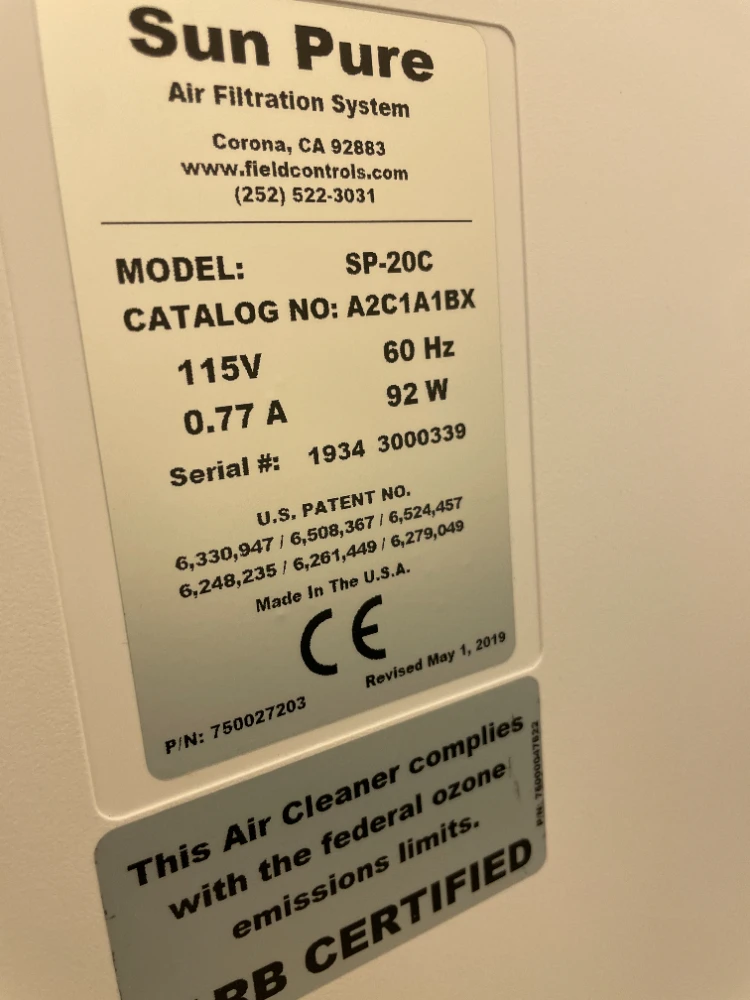 Sun Pure
Air Filtration System
Corona, CA 92883
www.fieldcontrols.com
(252) 522-3031
MODEL: SP-20C
CATALOG NO: A2C1A1BX
115V 60 Hz
0.77 A 92 W
Serial #: 1934 3000339
U.S. PATENT NO.
6,330,947 / 6,508,367 / 6,524,457
6,248,235 / 6,261,449 / 6,279,049
Made In The U.S.A.
CE
Revised May 1, 2019
P/N: 750027203
This Air Cleaner complies
with the federal ozone
emissions limits.
RB CERTIFIED